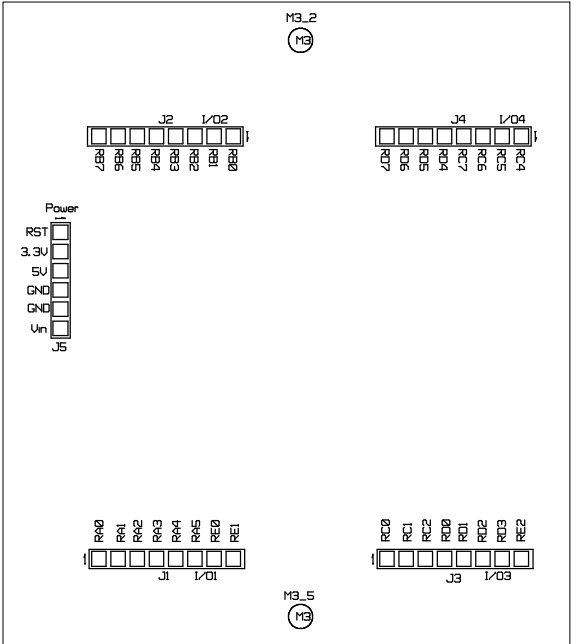 M3_2
M3
J2 I/O2
1
RB7 RB6 RB5 RB4 RB3 RB2 RB1 RB0
J4 I/O4
1
RD7 RD6 RD5 RD4 RC7 RC6 RC5 RC4
Power
1
RST
3.3V
5V
GND
GND
Vin
J5
RA0 RA1 RA2 RA3 RA4 RA5 RE0 RE1
1
J1 I/O1
RC0 RC1 RC2 RD0 RD1 RD2 RD3 RE2
1
J3 I/O3
M3_5
M3